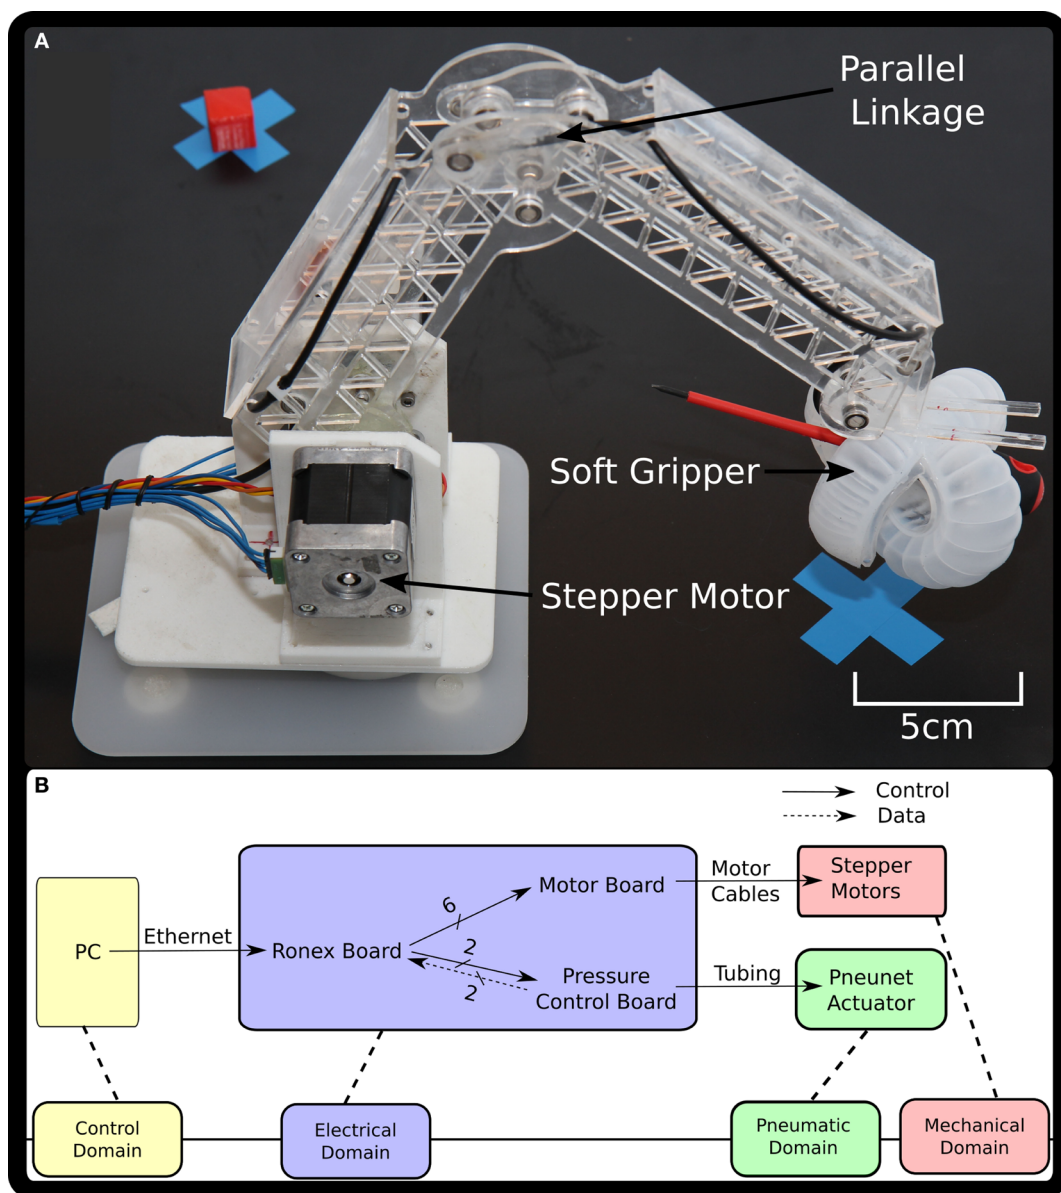 A
Parallel
Linkage
Soft Gripper
Stepper Motor
5cm
B
Control
Data
Motor
Cables
Stepper
Motors
6
Motor Board
PC
Ethernet
Ronex Board
2
2
Pressure
Control Board
Tubing
Pneunet
Actuator
Control
Domain
Electrical
Domain
Pneumatic
Domain
Mechanical
Domain